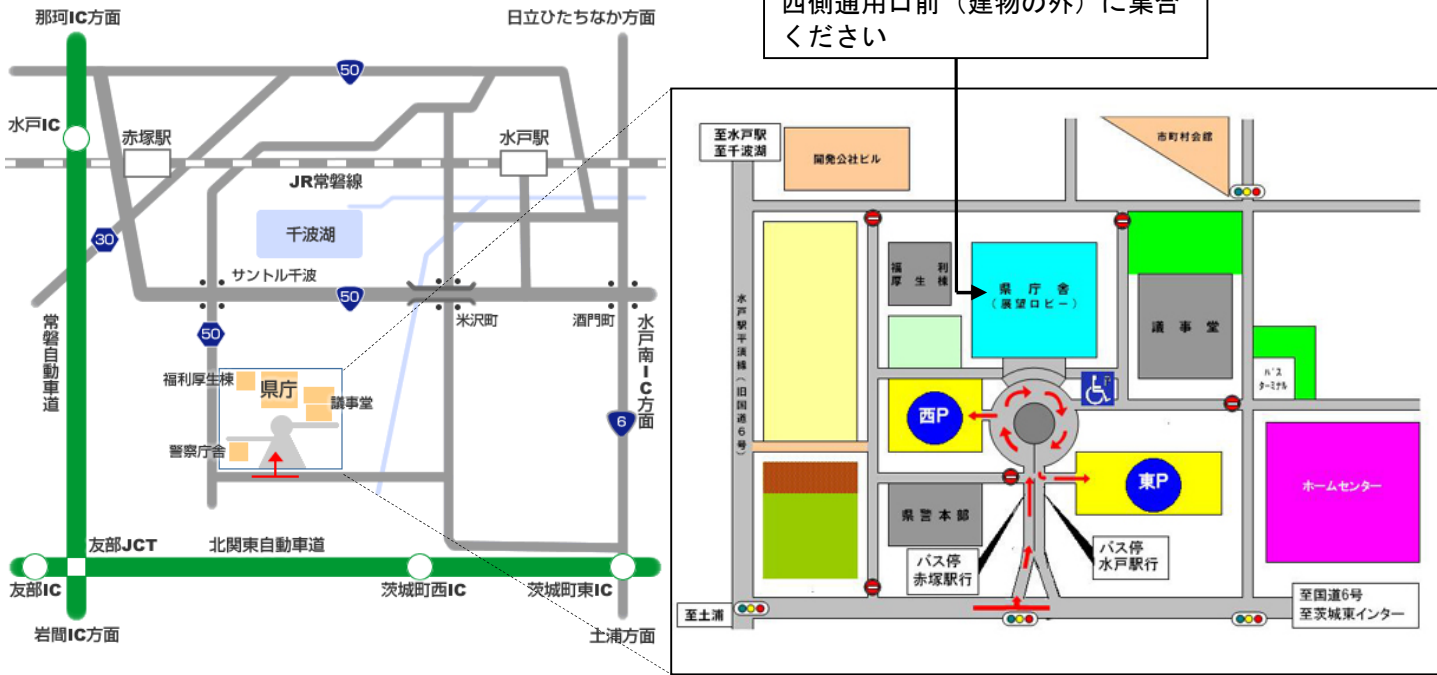 那珂IC方面
日立ひたちなか方面
50
水戸IC
赤塚駅
水戸駅
JR常磐線
千波湖
30
サントル千波
50
米沢町
酒門町
50
常磐自動車道
水戸南IC方面
福利厚生棟
県庁
議事堂
6
警察庁舎
友部JCT
北関東自動車道
友部IC
茨城町西IC
茨城町東IC
岩間IC方面
土浦方面
西側通用口前（建物の外）に集合
ください
至水戸駅
至千波湖
開発公社ビル
市町村会館
福利
厚生棟
県庁舎
（展望ロビー）
議事堂
水戸駅平須線（旧国道6号）
バス
ターミナル
西P
東P
ホームセンター
県警本部
バス停
赤塚駅行
バス停
水戸駅行
至土浦
至国道6号
至茨城東インター